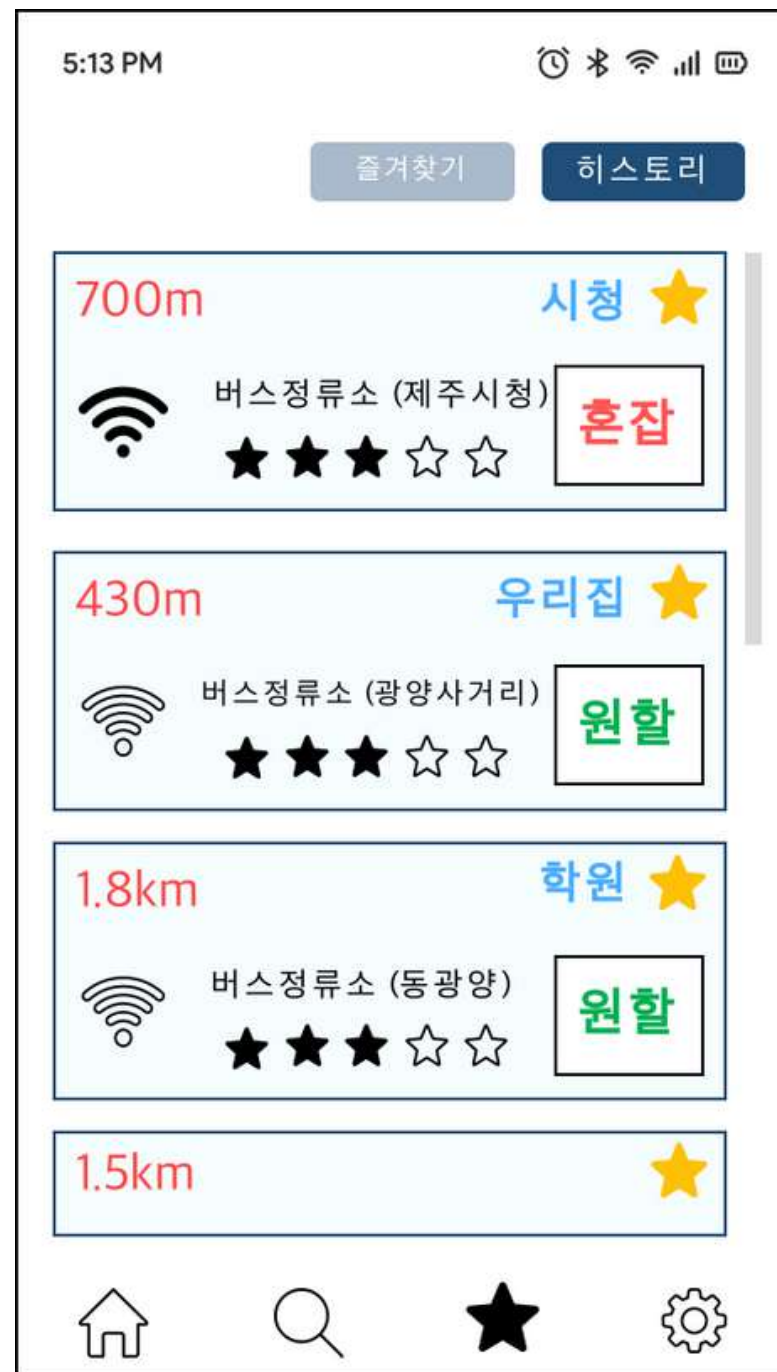 5:13 PM
즐겨찾기
히스토리
700m
시청
버스정류소 (제주시청)
혼잡
430m
우리집
버스정류소 (광양사거리)
원할
1.8km
학원
버스정류소 (동광양)
원할
1.5km